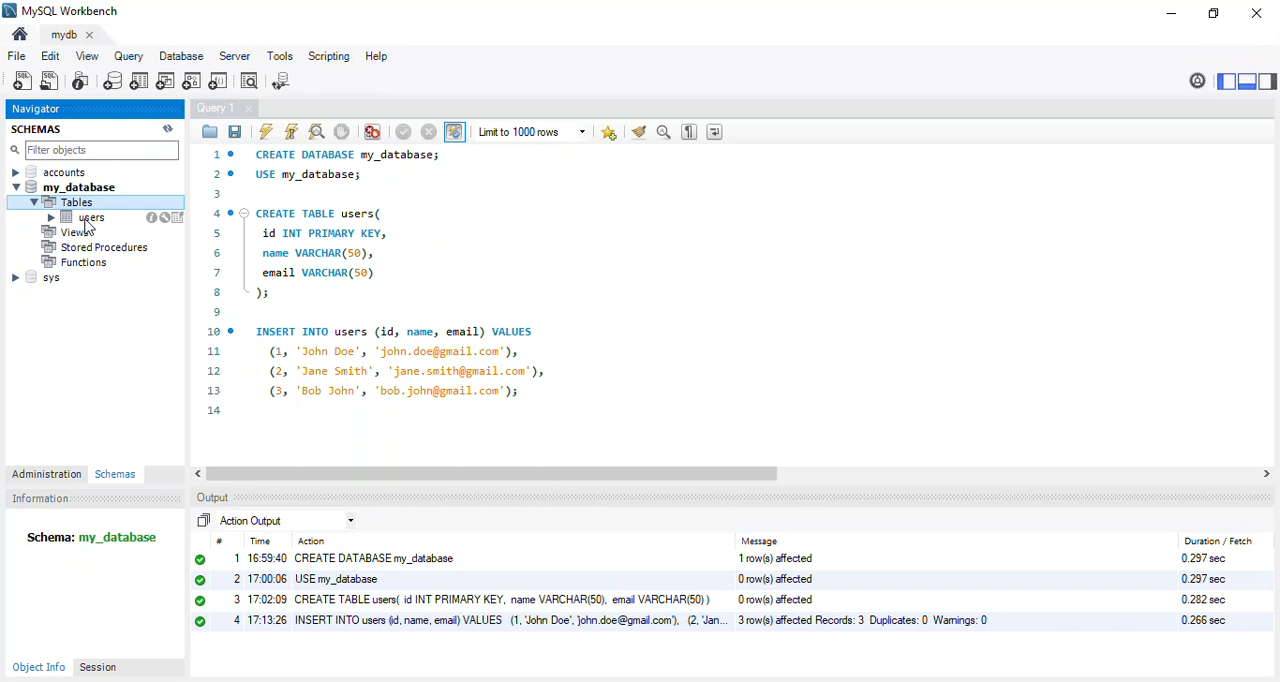 MySQL Workbench
mydb
File Edit View Query Database Server Tools Scripting Help
Navigator
SCHEMAS
Filter objects
accounts
my_database
Tables
users
Views
Stored Procedures
Functions
sys
Administration Schemas
Information
Schema: my_database
Object Info Session
Query 1
Limit to 1000 rows
1 CREATE DATABASE my_database;
2 USE my_database;
3
4 CREATE TABLE users(
5 id INT PRIMARY KEY,
6 name VARCHAR(50),
7 email VARCHAR(50)
8 );
9
10 INSERT INTO users (id, name, email) VALUES
11 (1, 'John Doe', 'john.doe@gmail.com'),
12 (2, 'Jane Smith', 'jane.smith@gmail.com'),
13 (3, 'Bob John', 'bob.john@gmail.com');
14
Output
Action Output
# Time Action Message Duration / Fetch
1 16:59:40 CREATE DATABASE my_database 1 row(s) affected 0.297 sec
2 17:00:06 USE my_database 0 row(s) affected 0.297 sec
3 17:02:09 CREATE TABLE users( id INT PRIMARY KEY, name VARCHAR(50), email VARCHAR(50) ) 0 row(s) affected 0.282 sec
4 17:13:26 INSERT INTO users (id, name, email) VALUES (1, 'John Doe', 'john.doe@gmail.com'), (2, 'Jan... 3 row(s) affected Records: 3 Duplicates: 0 Warnings: 0 0.266 sec